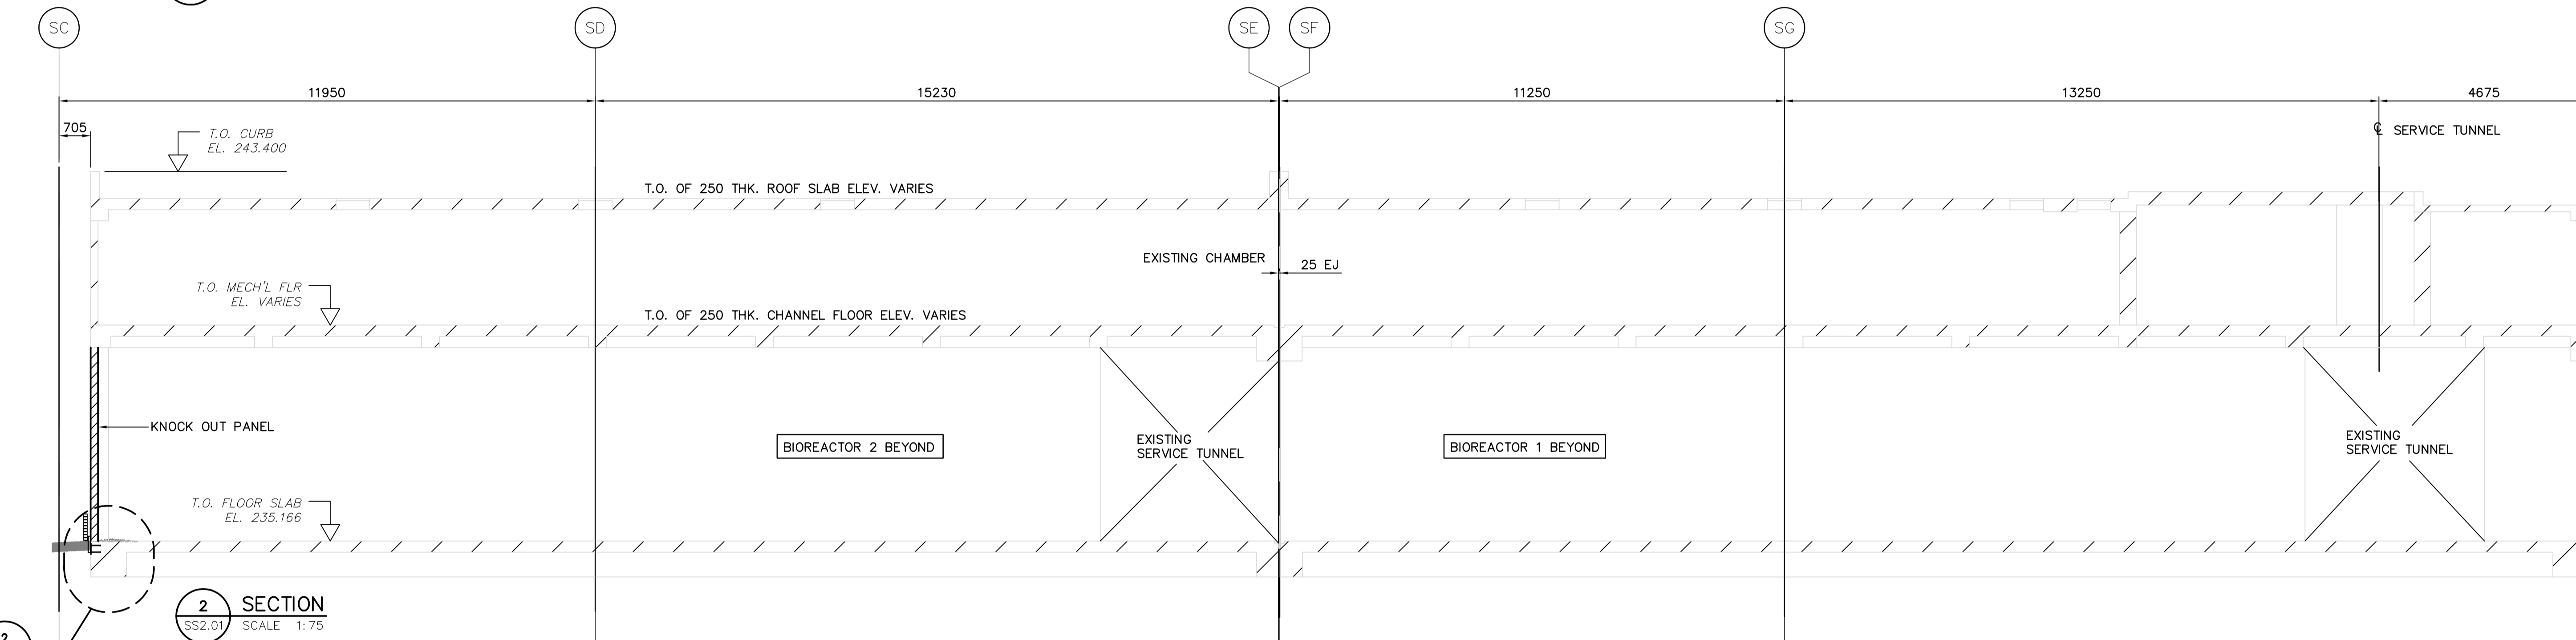 SC
SD
SE
SF
SG
11950
15230
11250
13250
4675
705
T.O. CURB
EL. 243.400
℄ SERVICE TUNNEL
T.O. OF 250 THK. ROOF SLAB ELEV. VARIES
EXISTING CHAMBER
25 EJ
T.O. MECH'L FLR
EL. VARIES
T.O. OF 250 THK. CHANNEL FLOOR ELEV. VARIES
KNOCK OUT PANEL
BIOREACTOR 2 BEYOND
EXISTING
SERVICE TUNNEL
BIOREACTOR 1 BEYOND
EXISTING
SERVICE TUNNEL
T.O. FLOOR SLAB
EL. 235.166
2
SECTION
SS2.01
SCALE 1:75
2